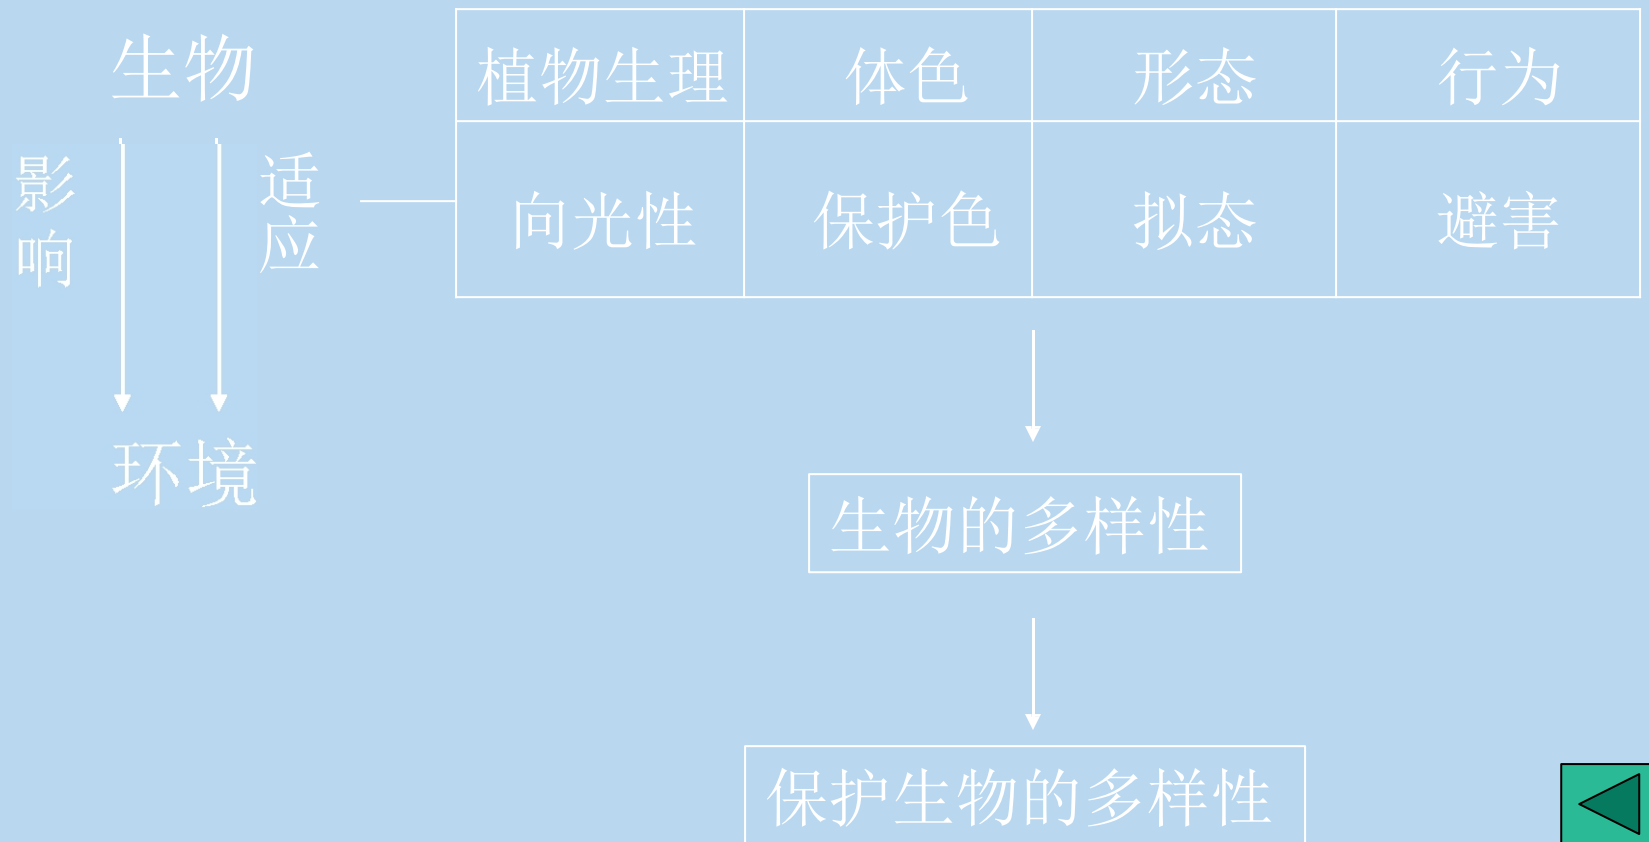 生物
影响
适应
环境
植物生理 体色 形态 行为
向光性 保护色 拟态 避害
生物的多样性
保护生物的多样性